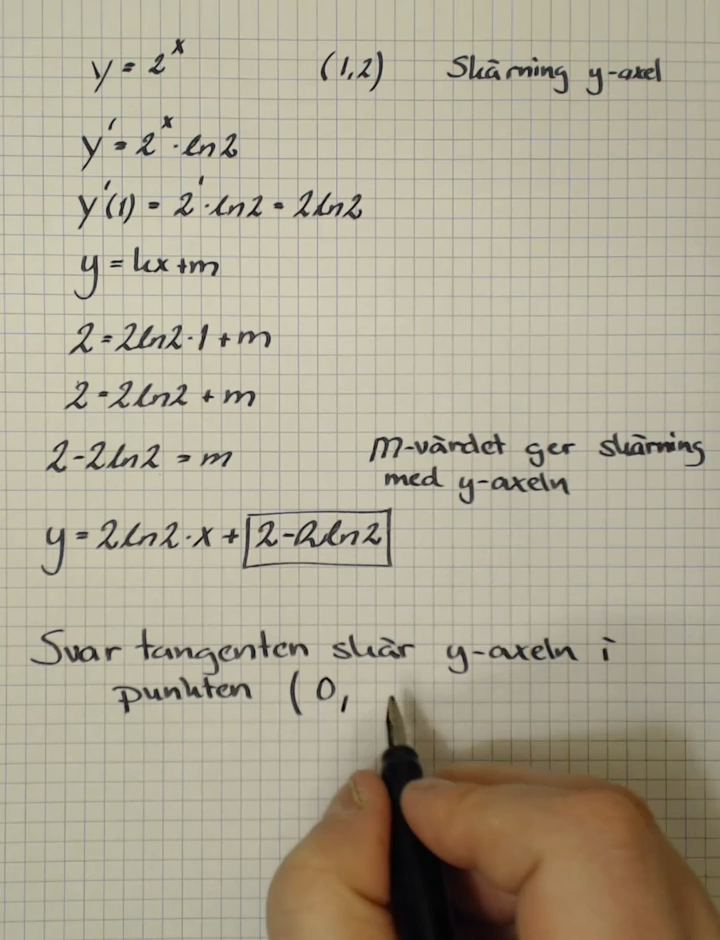 y = 2^x (1,2) Skärning y-axel
y' = 2^x · ln2
y'(1) = 2^1 · ln2 = 2ln2
y = kx + m
2 = 2ln2 · 1 + m
2 = 2ln2 + m
2 - 2ln2 = m m-värdet ger skärning
med y-axeln
y = 2ln2 · x + 2 - 2ln2
Svar tangenten skär y-axeln i
punkten (0,